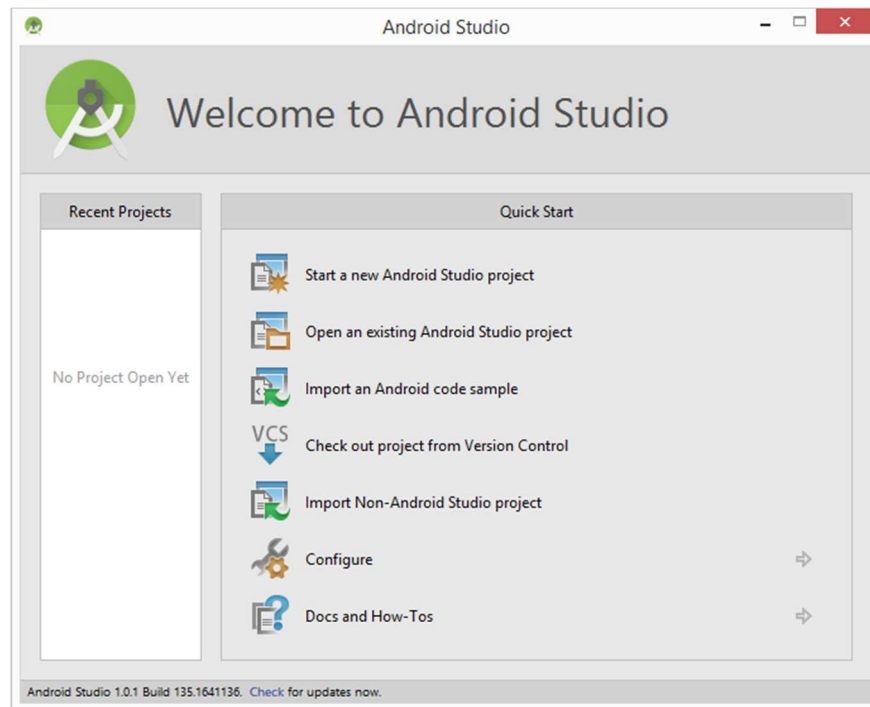 Android Studio
Welcome to Android Studio
Recent Projects
No Project Open Yet
Quick Start
Start a new Android Studio project
Open an existing Android Studio project
Import an Android code sample
VCS
Check out project from Version Control
Import Non-Android Studio project
Configure
Docs and How-Tos
Android Studio 1.0.1 Build 135.1641136. Check for updates now.